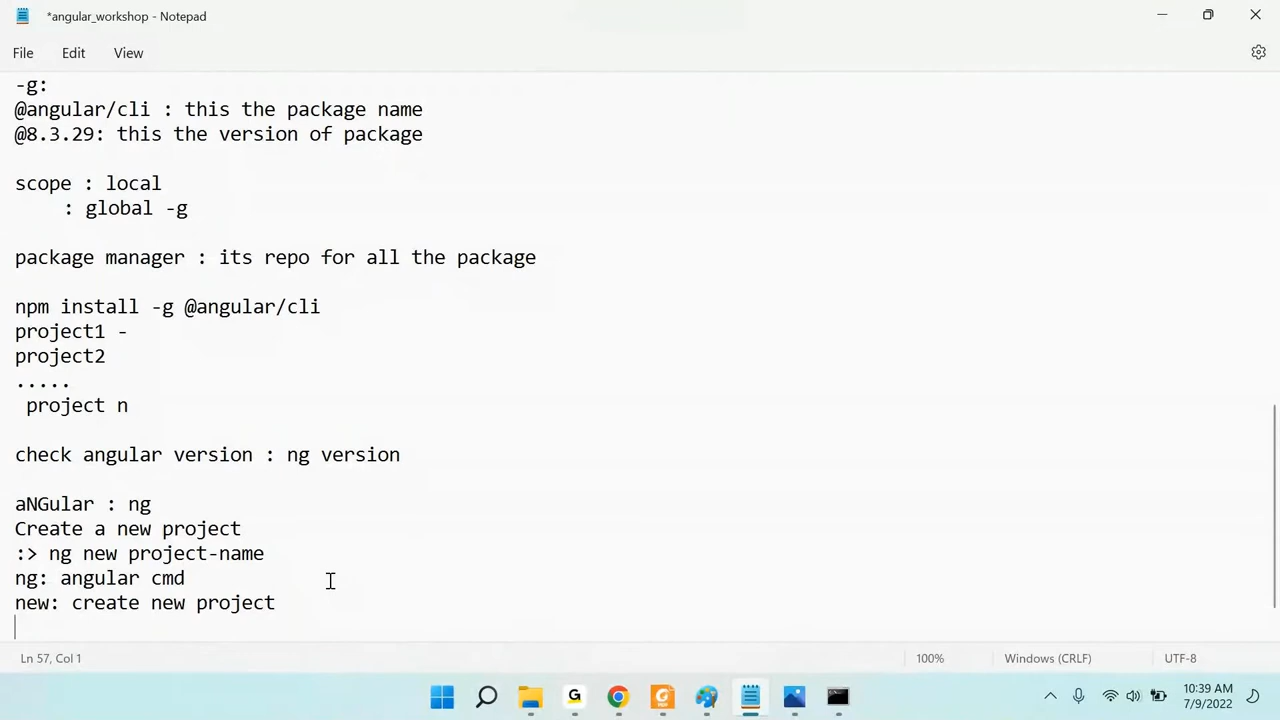 *angular_workshop - Notepad
File Edit View
-g:
@angular/cli : this the package name
@8.3.29: this the version of package
scope : local
: global -g
package manager : its repo for all the package
npm install -g @angular/cli
project1 -
project2
.....
project n
check angular version : ng version
aNGular : ng
Create a new project
:> ng new project-name
ng: angular cmd
new: create new project
Ln 57, Col 1 100% Windows (CRLF) UTF-8
G
G
PDF
0:39 AM
7/9/2022